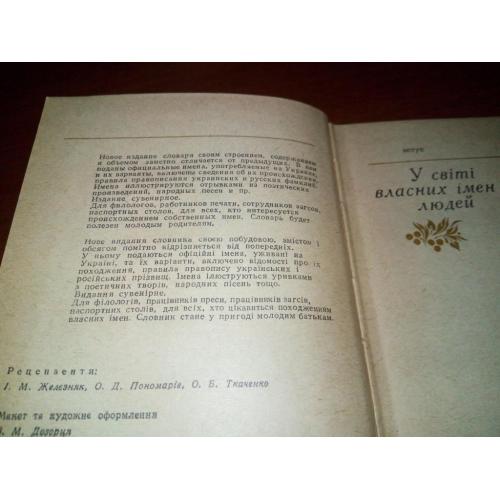 Новое издание словаря своим строением, содержанием
и объемом заметно отличается от предыдущих. В нем
поданы официальные имена, употребляемые на Украине,
и их варианты, включены сведения об их происхождении,
правила правописания украинских и русских фамилий.
Имена иллюстрируются отрывками из поэтических
произведений, народных песен и пр.
Издание сувенирное.
Для филологов, работников печати, сотрудников загсов,
паспортных столов, для всех, кто интересуется
происхождением собственных имен. Словарь будет
полезен молодым родителям.
Нове видання словника своєю побудовою, змістом і
обсягом помітно відрізняється від попередніх.
У ньому подаються офіційні імена, уживані на
Україні, та їх варіанти, включено відомості про їх
походження, правила правопису українських і
російських прізвищ. Імена ілюструються уривками
з поетичних творів, народних пісень тощо.
Видання сувенірне.
Для філологів, працівників преси, працівників загсів,
паспортних столів, для всіх, хто цікавиться походженням
власних імен. Словник стане у пригоді молодим батькам.
Рецензенти:
І. М. Железняк, О. Д. Пономарів, О. Б. Ткаченко
Макет та художнє оформлення
В. М. Дозорця
вступ
У світі
власних імен
людей